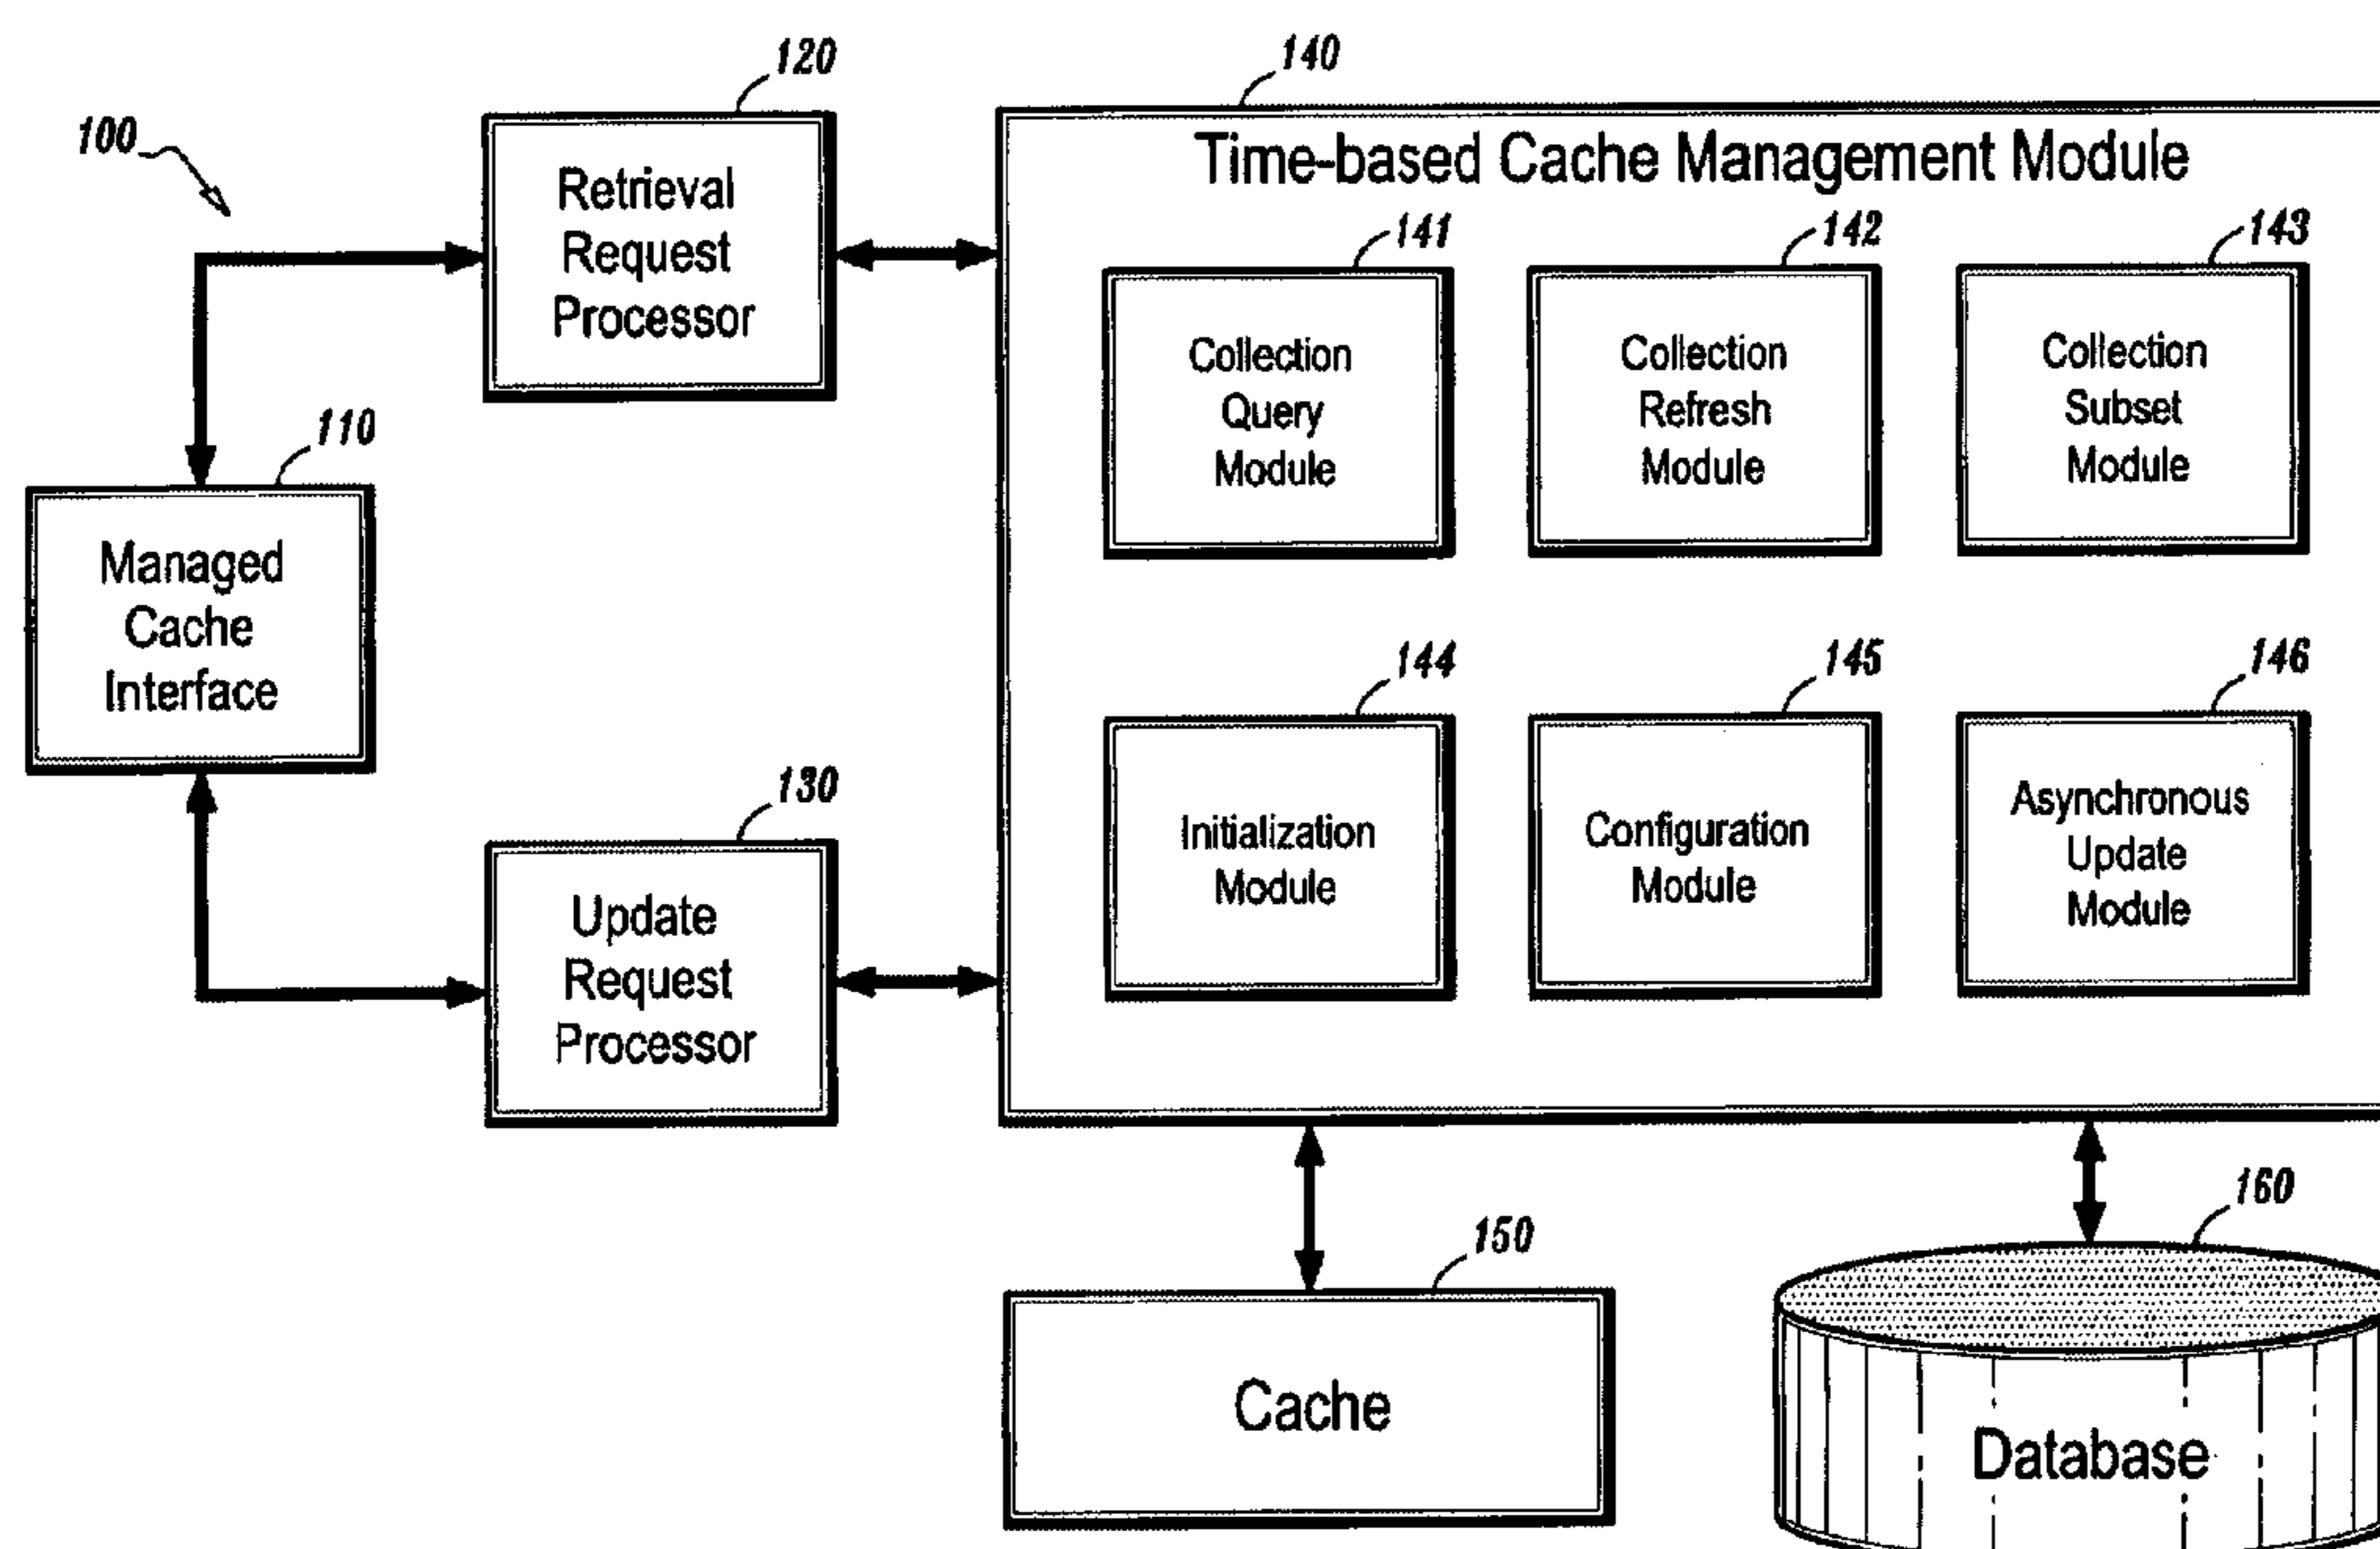 100
120
Retrieval
Request
Processor
110
Managed
Cache
Interface
130
Update
Request
Processor
140
Time-based Cache Management Module
141
Collection
Query
Module
142
Collection
Refresh
Module
143
Collection
Subset
Module
144
Initialization
Module
145
Configuration
Module
146
Asynchronous
Update
Module
150
Cache
160
Database